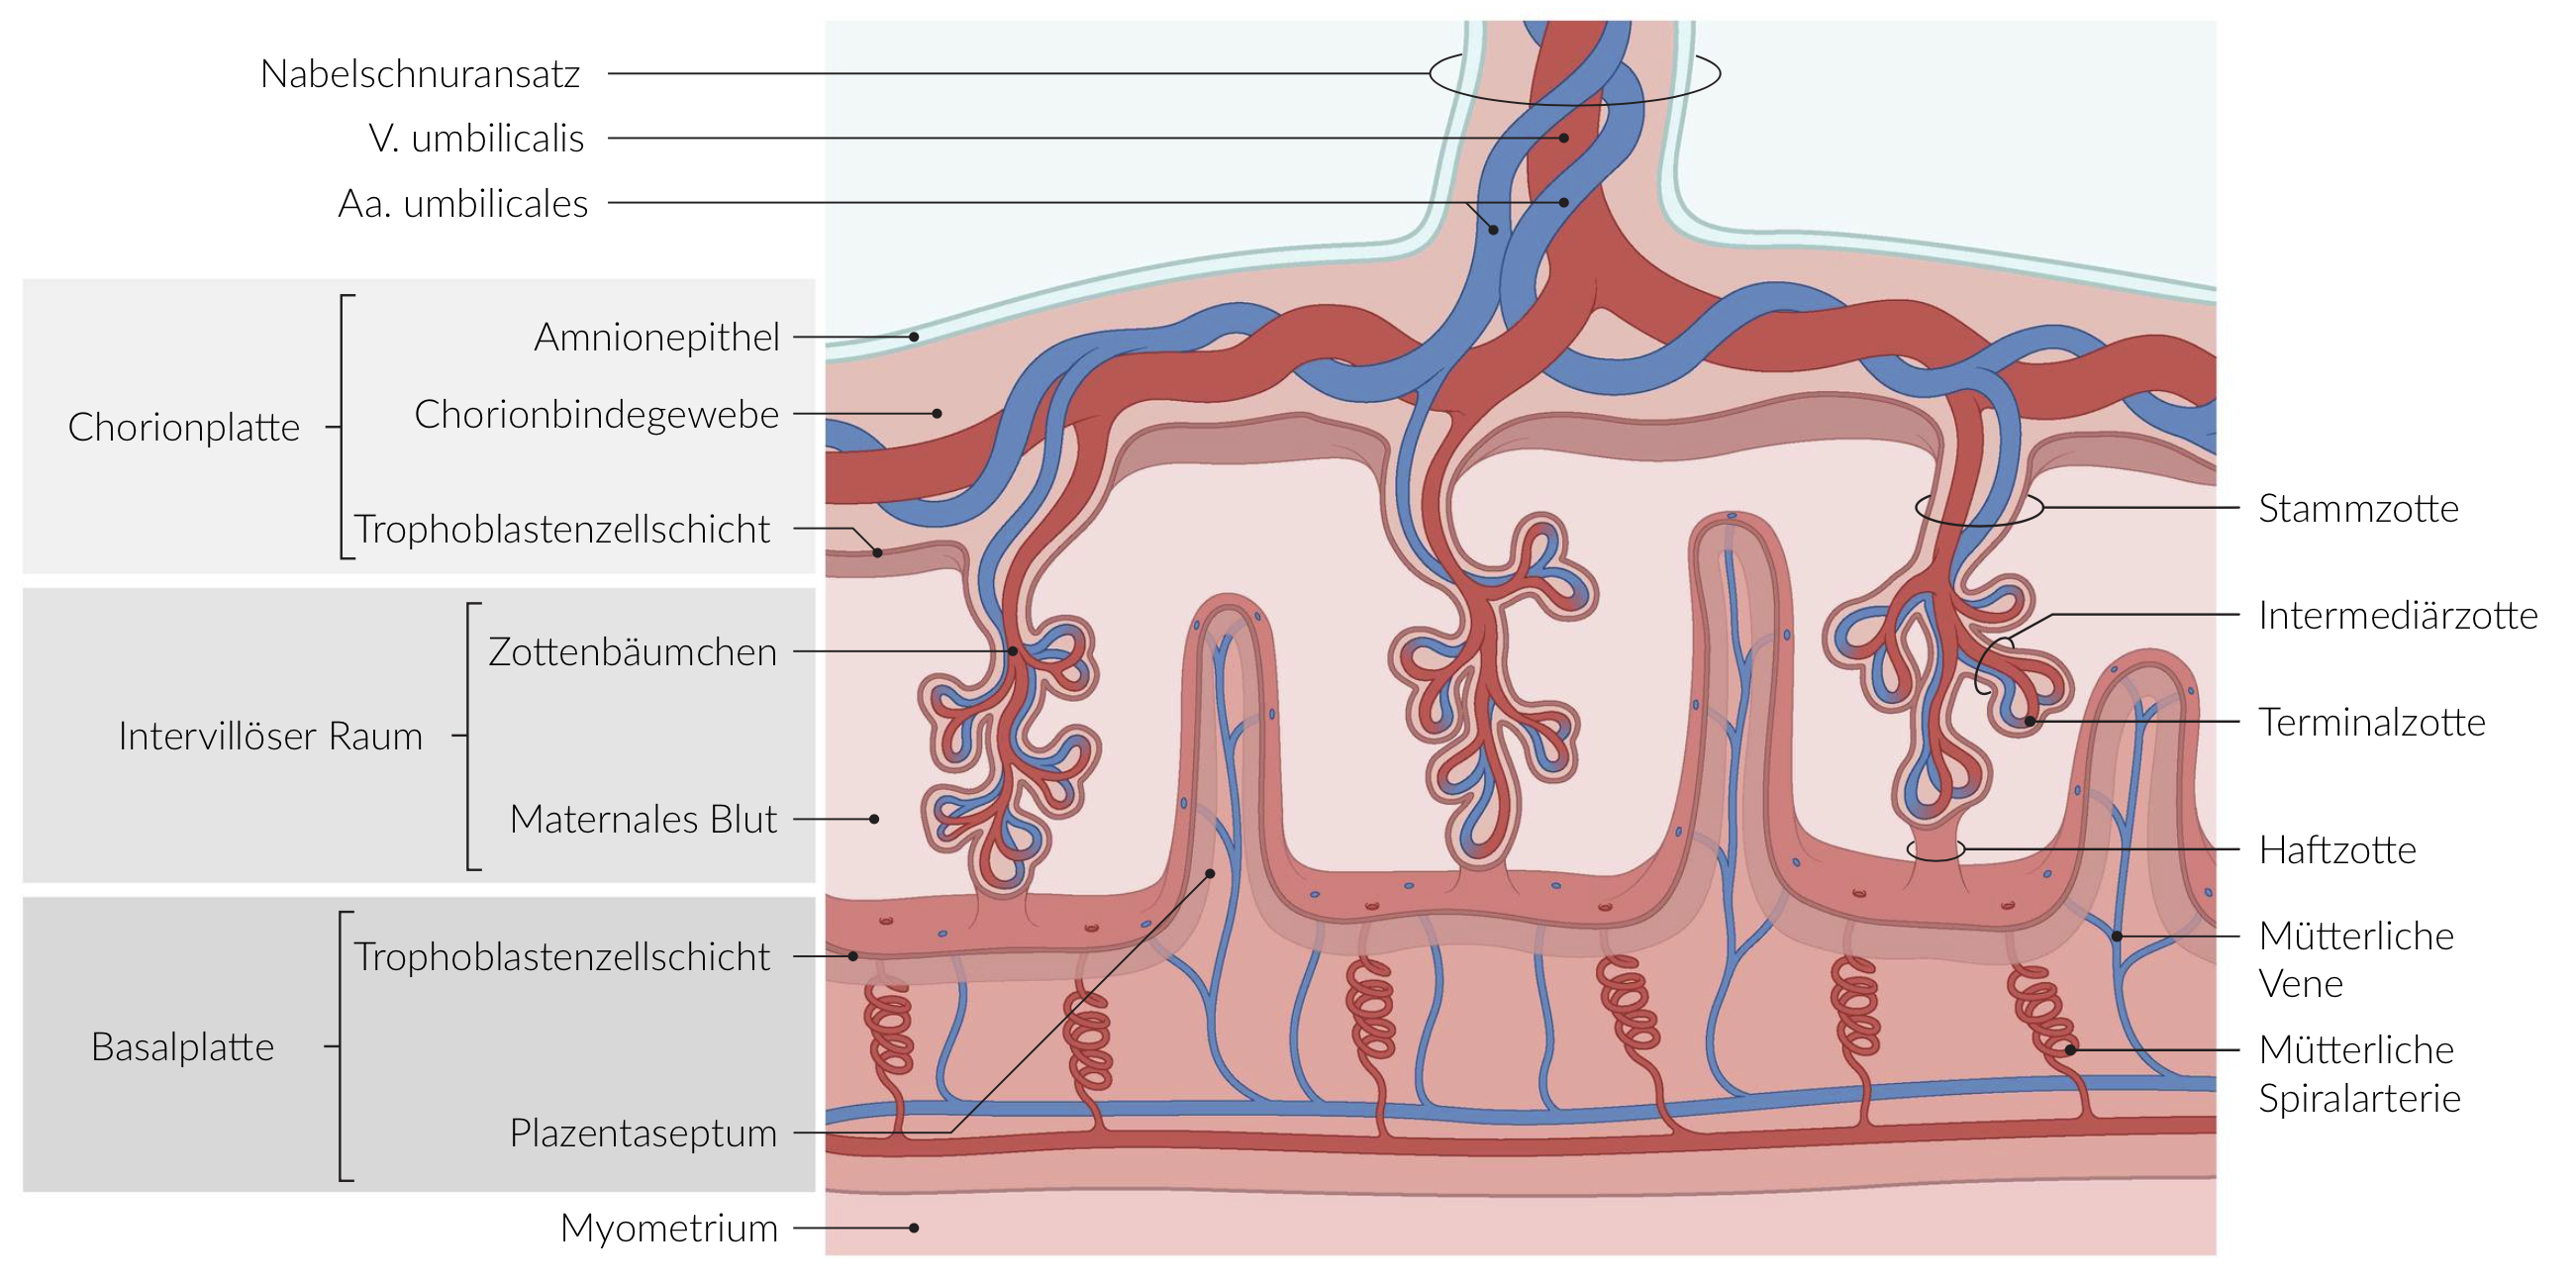 Nabelschnuransatz
V. umbilicalis
Aa. umbilicales
Chorionplatte
Amnionepithel
Chorionbindegewebe
Trophoblastenzellschicht
Intervillöser Raum
Zottenbäumchen
Maternales Blut
Basalplatte
Trophoblastenzellschicht
Plazentaseptum
Myometrium
Stammzotte
Intermediärzotte
Terminalzotte
Haftzotte
Mütterliche
Vene
Mütterliche
Spiralarterie